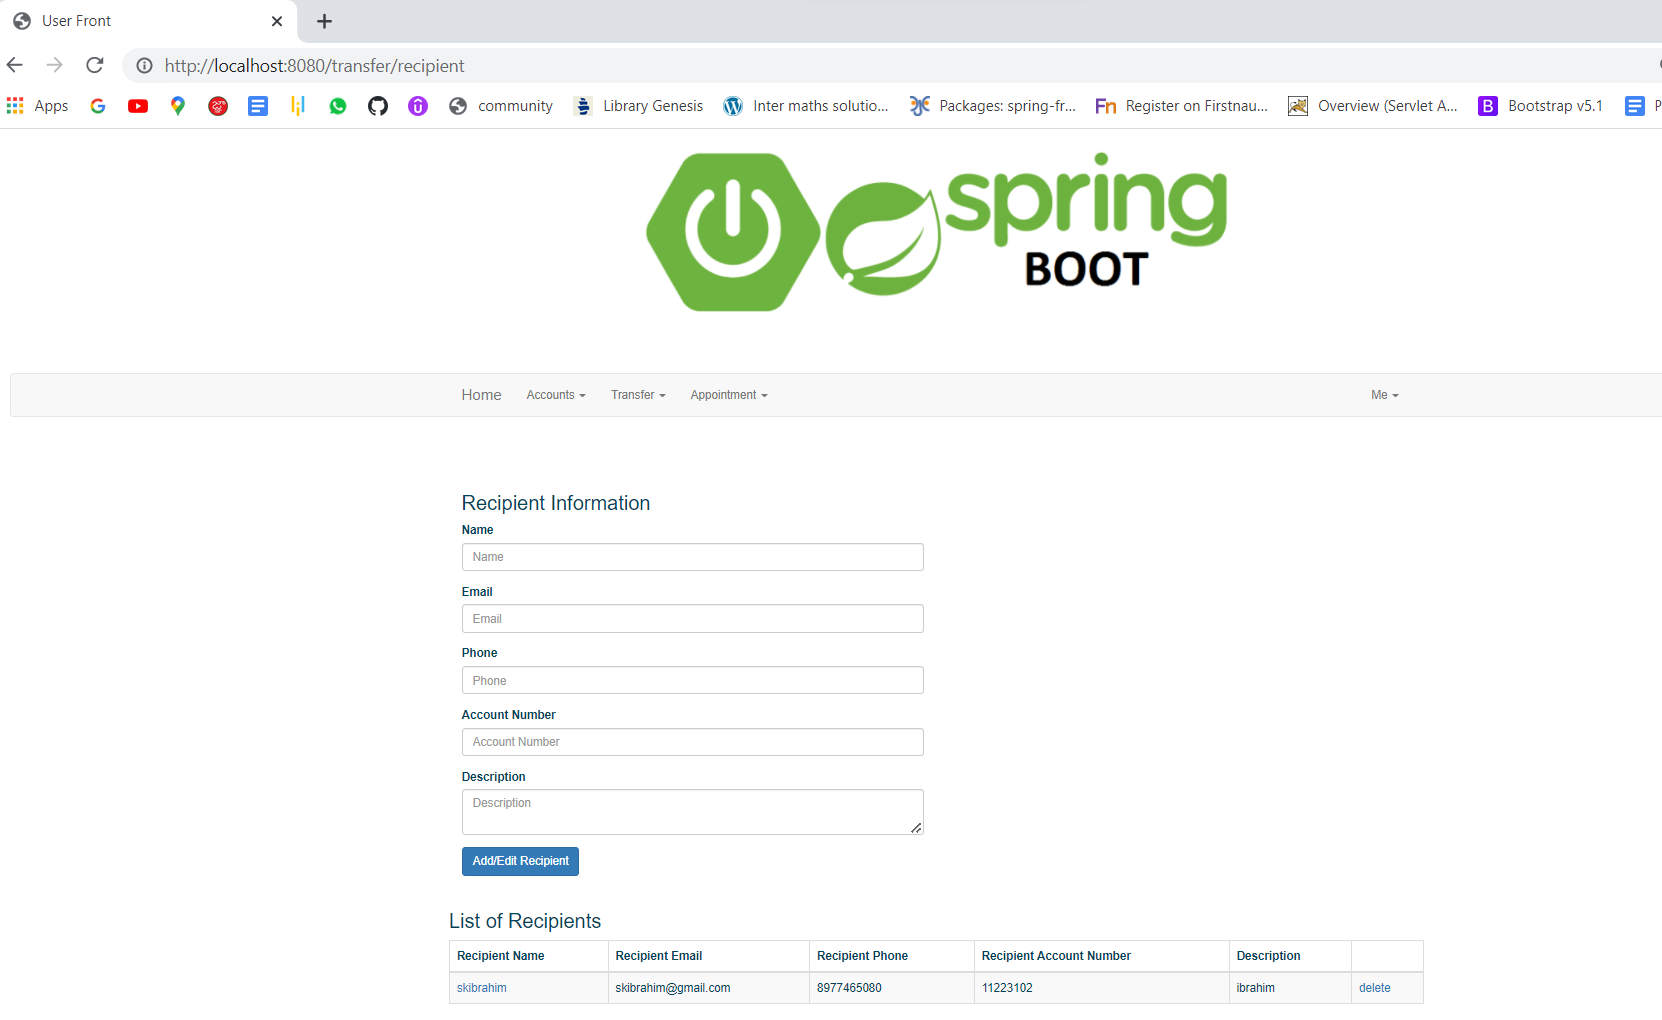 User Front
http://localhost:8080/transfer/recipient
Apps community Library Genesis Inter maths solutio... Packages: spring-fr... Register on Firstnau... Overview (Servlet A... Bootstrap v5.1 P
spring
BOOT
Home Accounts Transfer Appointment Me
Recipient Information
Name
Name
Email
Email
Phone
Phone
Account Number
Account Number
Description
Description
Add/Edit Recipient
List of Recipients
Recipient Name Recipient Email Recipient Phone Recipient Account Number Description
skibrahim skibrahim@gmail.com 8977465080 11223102 ibrahim delete